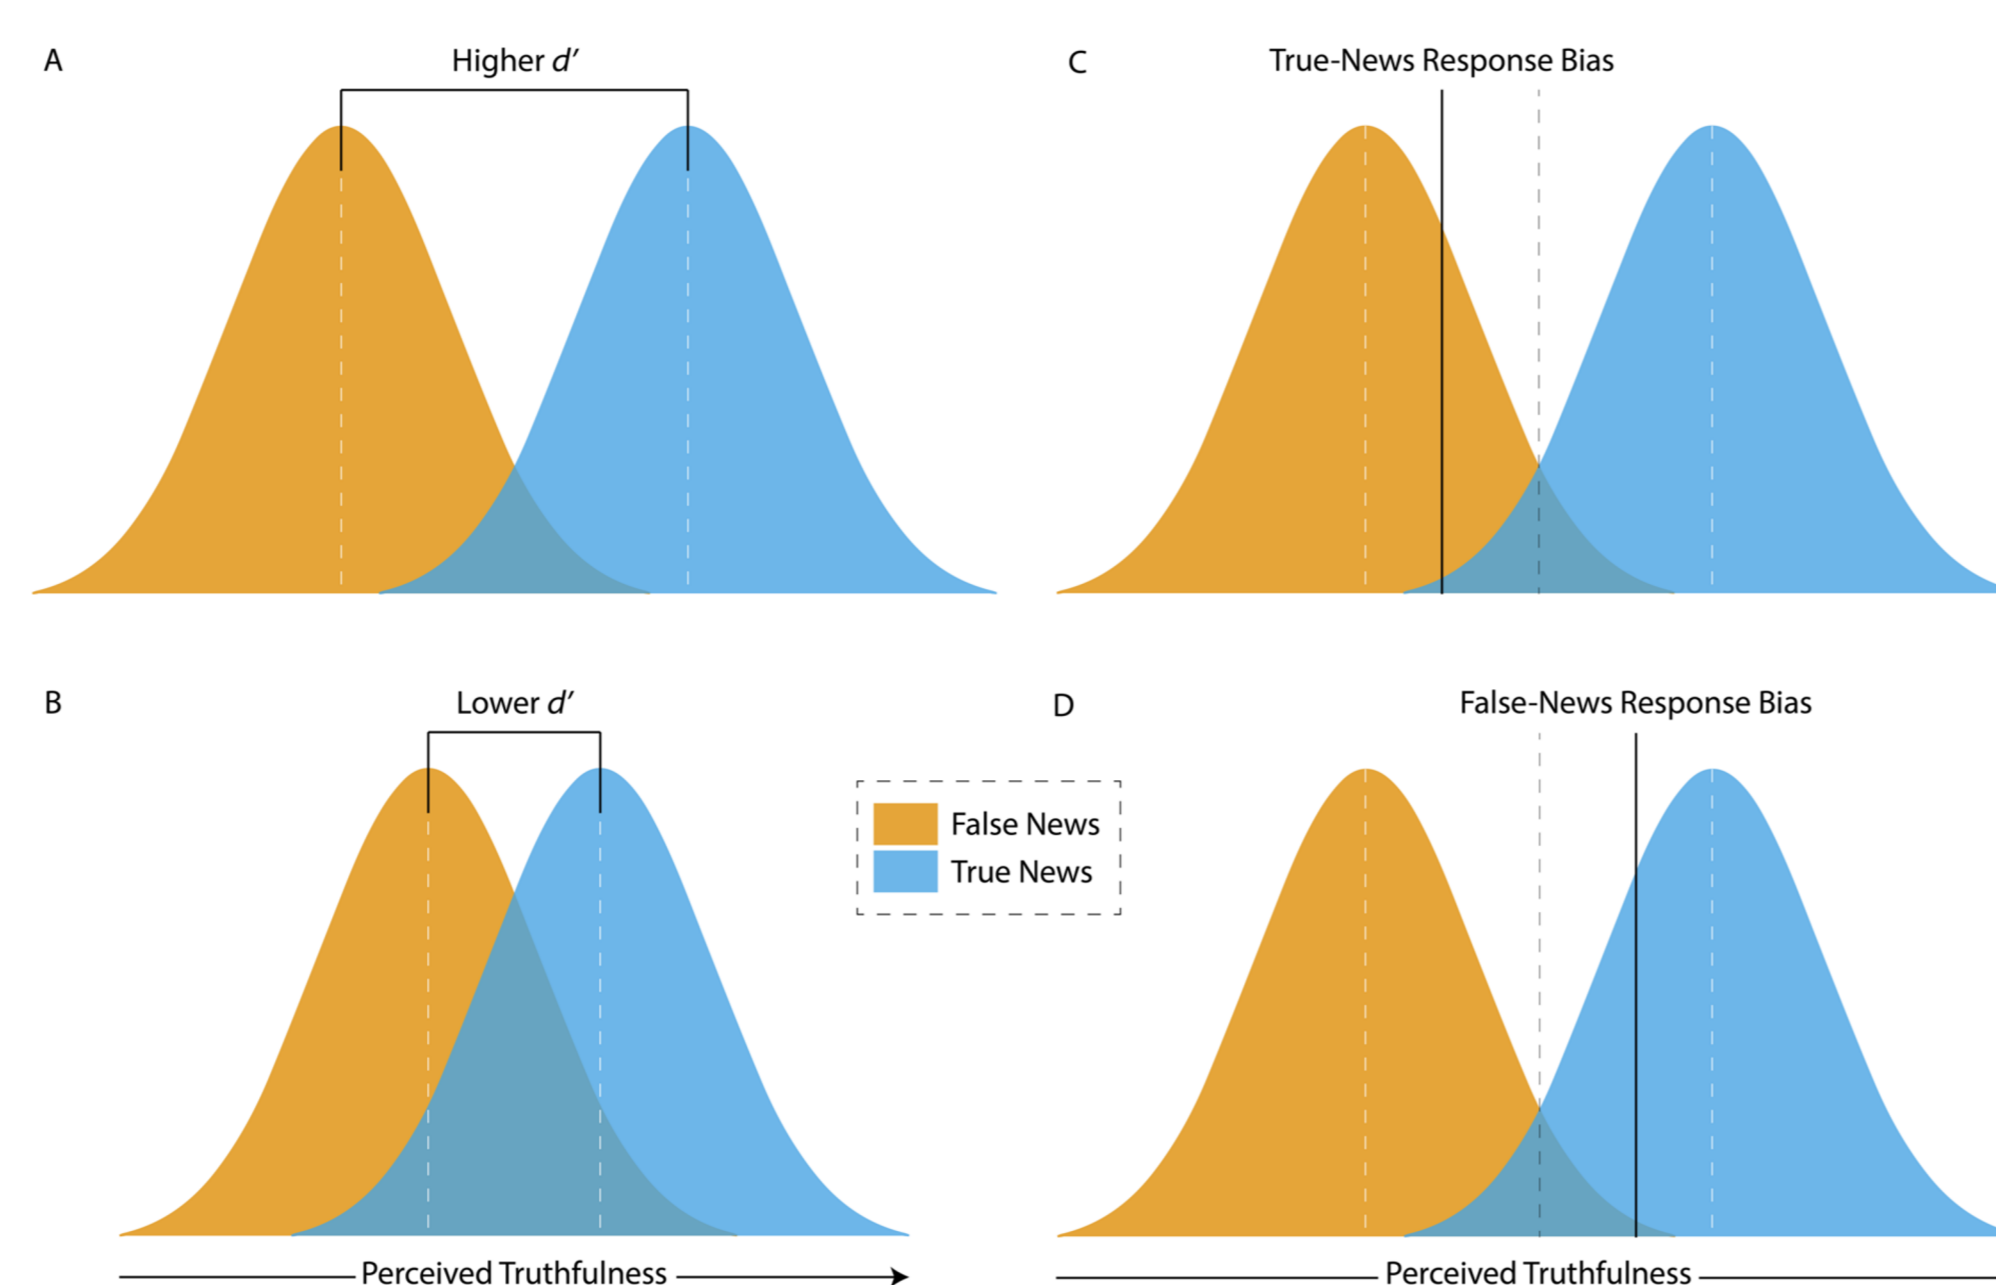 A
Higher d′
C
True-News Response Bias
B
Lower d′
D
False-News Response Bias
False News
True News
Perceived Truthfulness
Perceived Truthfulness